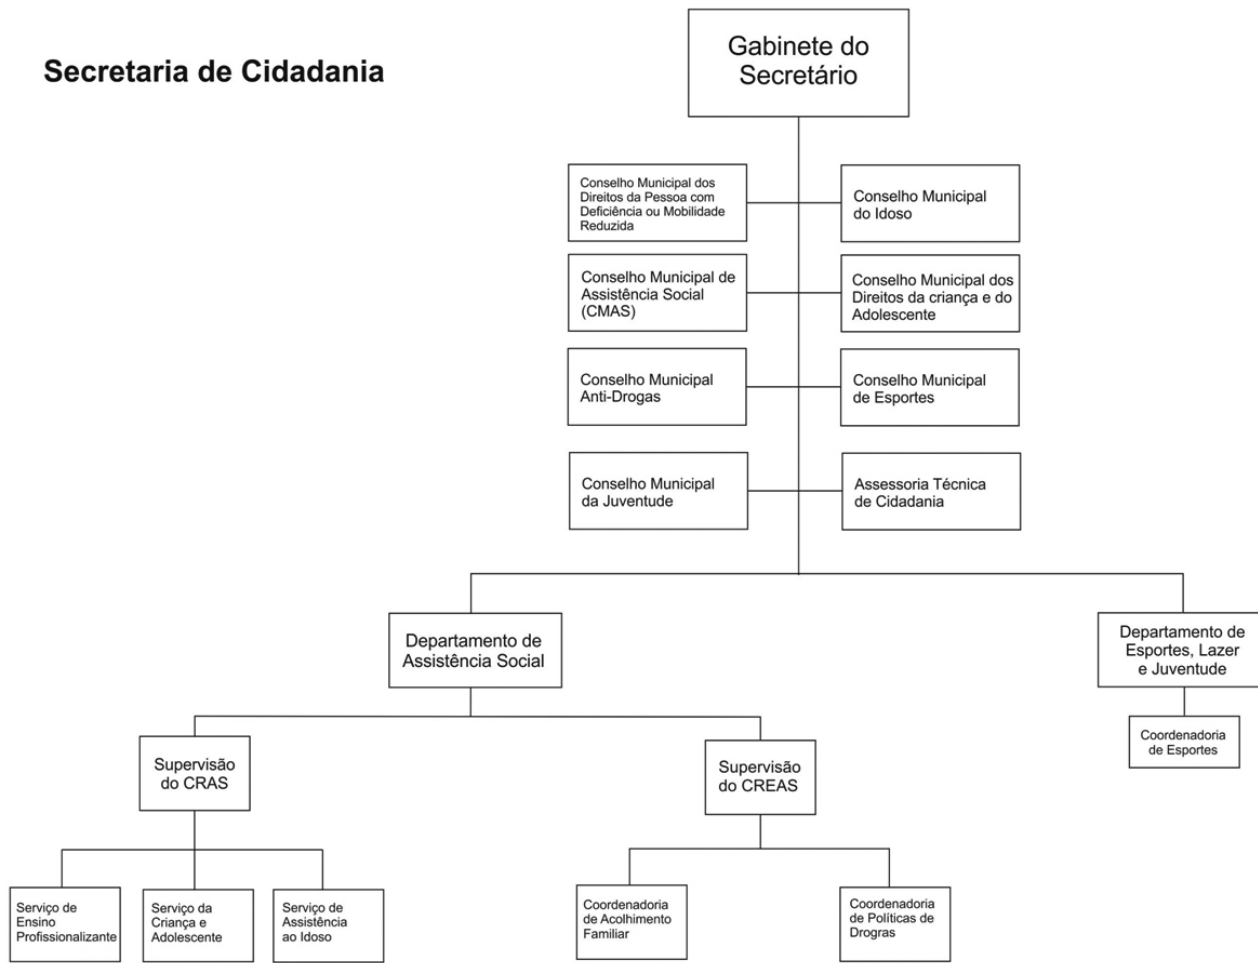 Secretaria de Cidadania
Gabinete do
Secretário
Conselho Municipal dos
Direitos da Pessoa com
Deficiência ou Mobilidade
Reduzida
Conselho Municipal
do Idoso
Conselho Municipal de
Assistência Social
(CMAS)
Conselho Municipal dos
Direitos da criança e do
Adolescente
Conselho Municipal
Anti-Drogas
Conselho Municipal
de Esportes
Conselho Municipal
da Juventude
Assessoria Técnica
de Cidadania
Departamento de
Assistência Social
Departamento de
Esportes, Lazer
e Juventude
Coordenadoria
de Esportes
Supervisão
do CRAS
Supervisão
do CREAS
Serviço de
Ensino
Profissionalizante
Serviço da
Criança e
Adolescente
Serviço de
Assistência
ao Idoso
Coordenadoria
de Acolhimento
Familiar
Coordenadoria
de Políticas de
Drogras